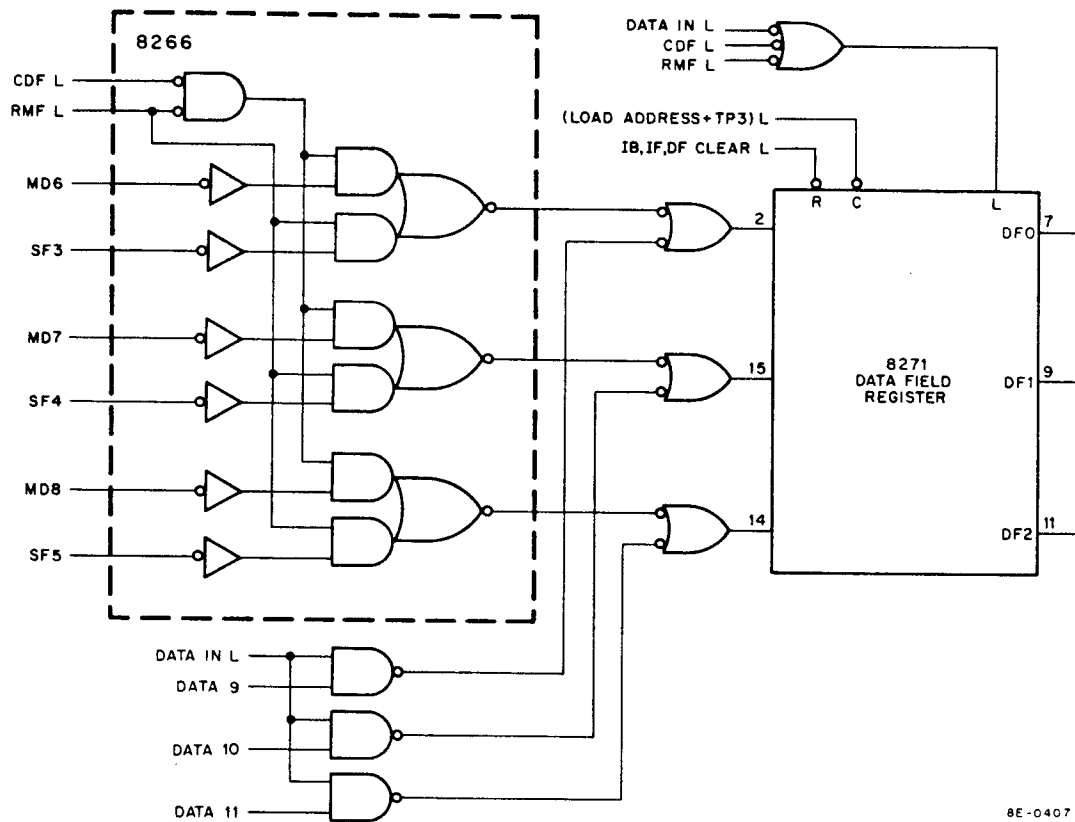 8266
CDF L
RMF L
MD6
SF3
MD7
SF4
MD8
SF5
DATA IN L
CDF L
RMF L
(LOAD ADDRESS+TP3) L
IB,IF,DF CLEAR L
R
C
L
2
15
14
8271
DATA FIELD
REGISTER
DF0
7
DF1
9
DF2
11
DATA IN L
DATA 9
DATA 10
DATA 11
8E-0407